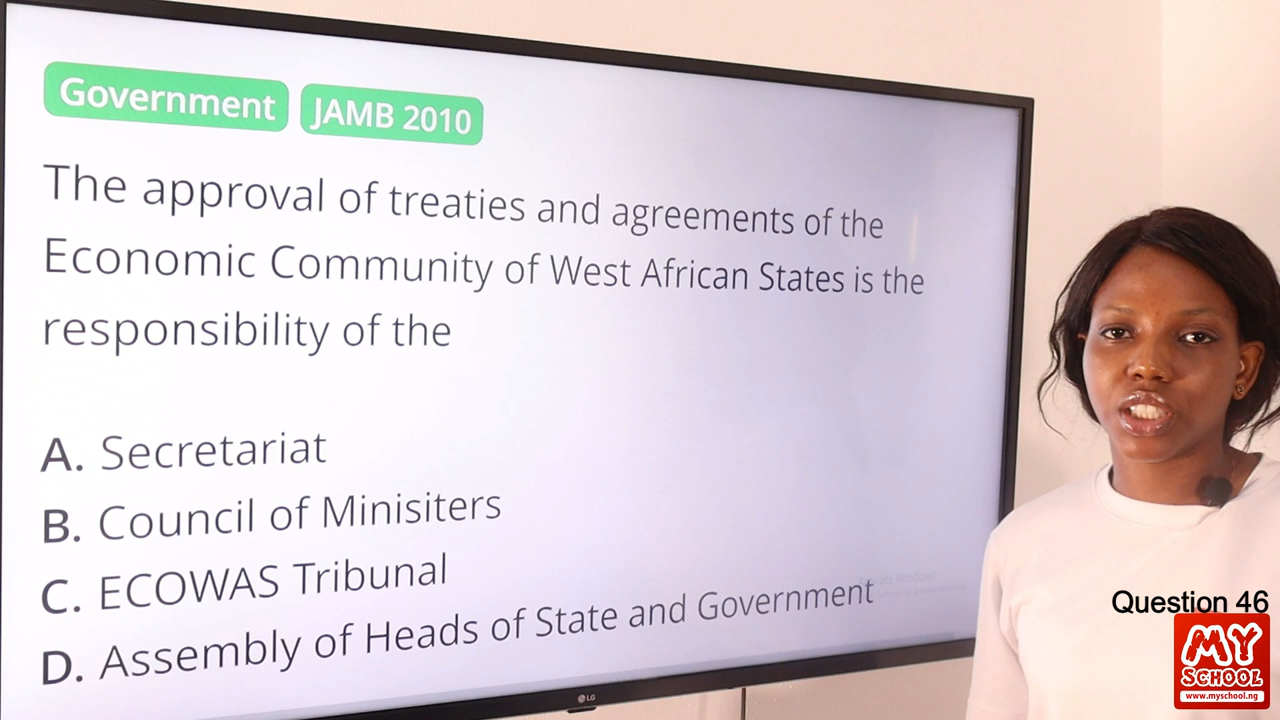 Government JAMB 2010
The approval of treaties and agreements of the
Economic Community of West African States is the
responsibility of the
A. Secretariat
B. Council of Minisiters
C. ECOWAS Tribunal
D. Assembly of Heads of State and Government
LG
Question 46
MY
SCHOOL
www.myschool.ng